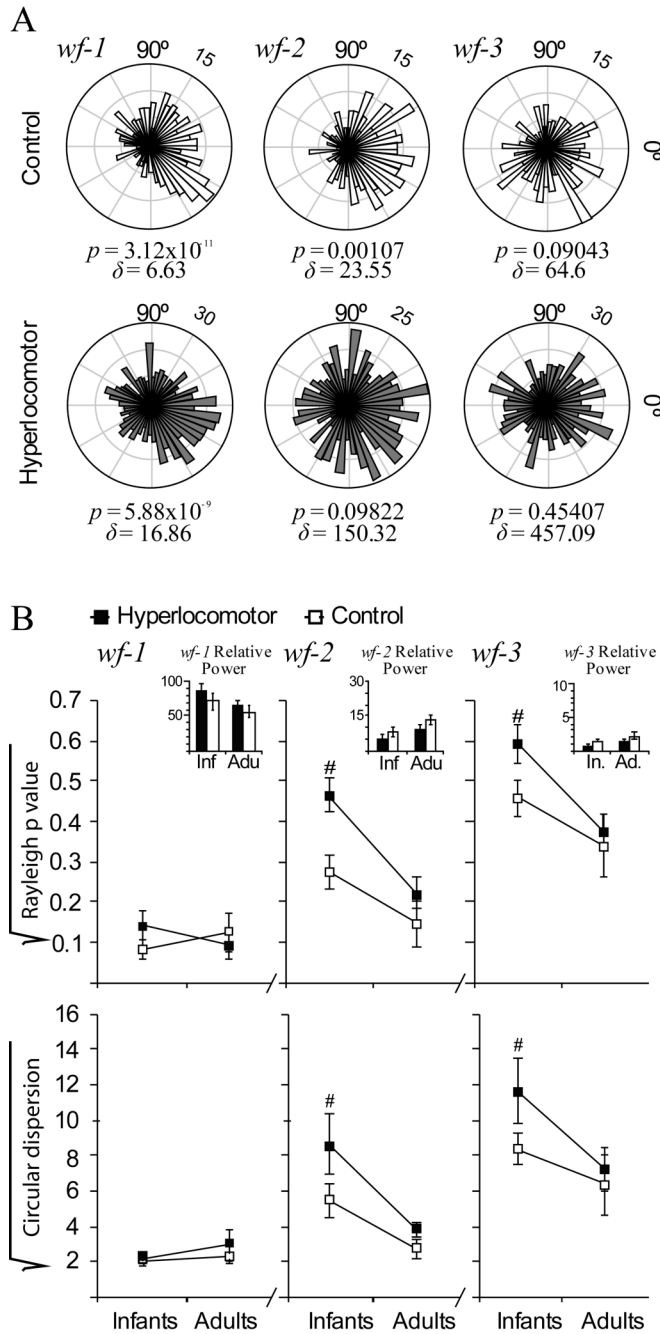 A
wf-1 wf-2 wf-3
90º 15 90º 15 90º 15
Control
0º
p = 3.12x10⁻¹¹ p = 0.00107 p = 0.09043
δ = 6.63 δ = 23.55 δ = 64.6
90º 30 90º 25 90º 30
Hyperlocomotor
0º
p = 5.88x10⁻⁹ p = 0.09822 p = 0.45407
δ = 16.86 δ = 150.32 δ = 457.09
B
Hyperlocomotor Control
wf-1 wf-2 wf-3
wf-1 Relative Power
100
50
Inf Adu
wf-2 Relative Power
30
15
Inf Adu
wf-3 Relative Power
10
5
In. Ad.
√Rayleigh p value
0.7
0.6
0.5
0.4
0.3
0.2
0.1
# #
√Circular dispersion
16
14
12
10
8
6
4
2
# #
Infants Adults Infants Adults Infants Adults